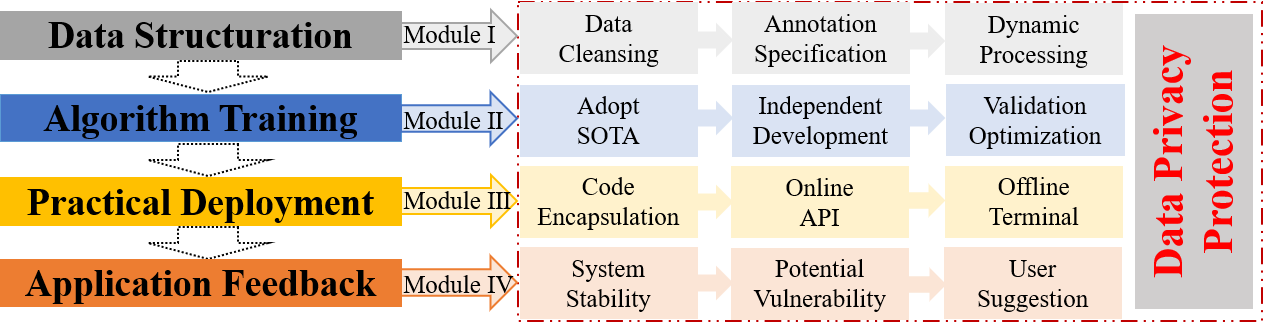 Data Structuration
Module I
Data
Cleansing
Annotation
Specification
Dynamic
Processing
Algorithm Training
Module II
Adopt
SOTA
Independent
Development
Validation
Optimization
Practical Deployment
Module III
Code
Encapsulation
Online
API
Offline
Terminal
Application Feedback
Module IV
System
Stability
Potential
Vulnerability
User
Suggestion
Data Privacy
Protection